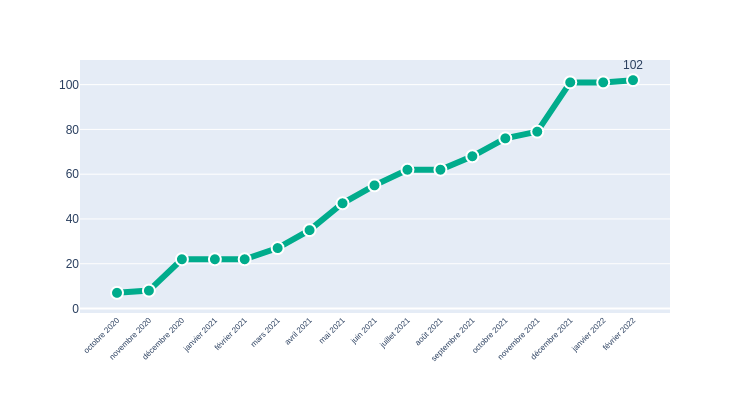 102
100
80
60
40
20
0
octobre 2020
novembre 2020
décembre 2020
janvier 2021
février 2021
mars 2021
avril 2021
mai 2021
juin 2021
juillet 2021
août 2021
septembre 2021
octobre 2021
novembre 2021
décembre 2021
janvier 2022
février 2022